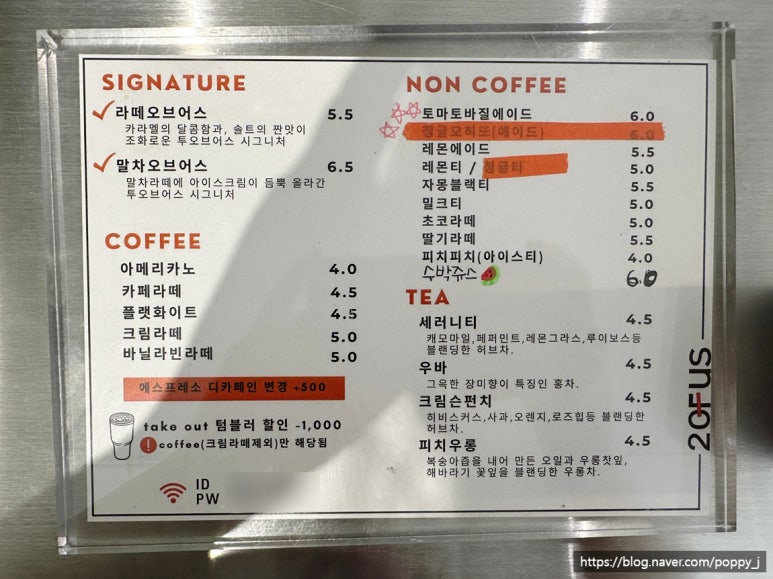 SIGNATURE
라떼오브어스 5.5
카라멜의 달콤함과, 솔트의 짠맛이
조화로운 투오브어스 시그니처
말차오브어스 6.5
말차라떼에 아이스크림이 듬뿍 올라간
투오브어스 시그니처
COFFEE
아메리카노 4.0
카페라떼 4.5
플랫화이트 4.5
크림라떼 5.0
바닐라빈라떼 5.0
에스프레소 디카페인 변경 +500
take out 텀블러 할인 -1,000
coffee(크림라떼제외)만 해당됨
ID
PW
NON COFFEE
토마토바질에이드 6.0
청귤모히또(에이드) 6.0
레몬에이드 5.5
레몬티 / 청귤티 5.0
자몽블랙티 5.5
밀크티 5.0
초코라떼 5.0
딸기라떼 5.5
피치피치(아이스티) 4.0
수박쥬스 6.0
TEA
세러니티 4.5
캐모마일,페퍼민트,레몬그라스,루이보스등
블랜딩한 허브차.
우바 4.5
그윽한 장미향이 특징인 홍차.
크림슨펀치 4.5
히비스커스,사과,오렌지,로즈힙등 블랜딩한
허브차.
피치우롱 4.5
복숭아즙을 내어 만든 오일과 우롱찻잎,
해바라기 꽃잎을 블랜딩한 우롱차.
2OFUS
https://blog.naver.com/poppy_j